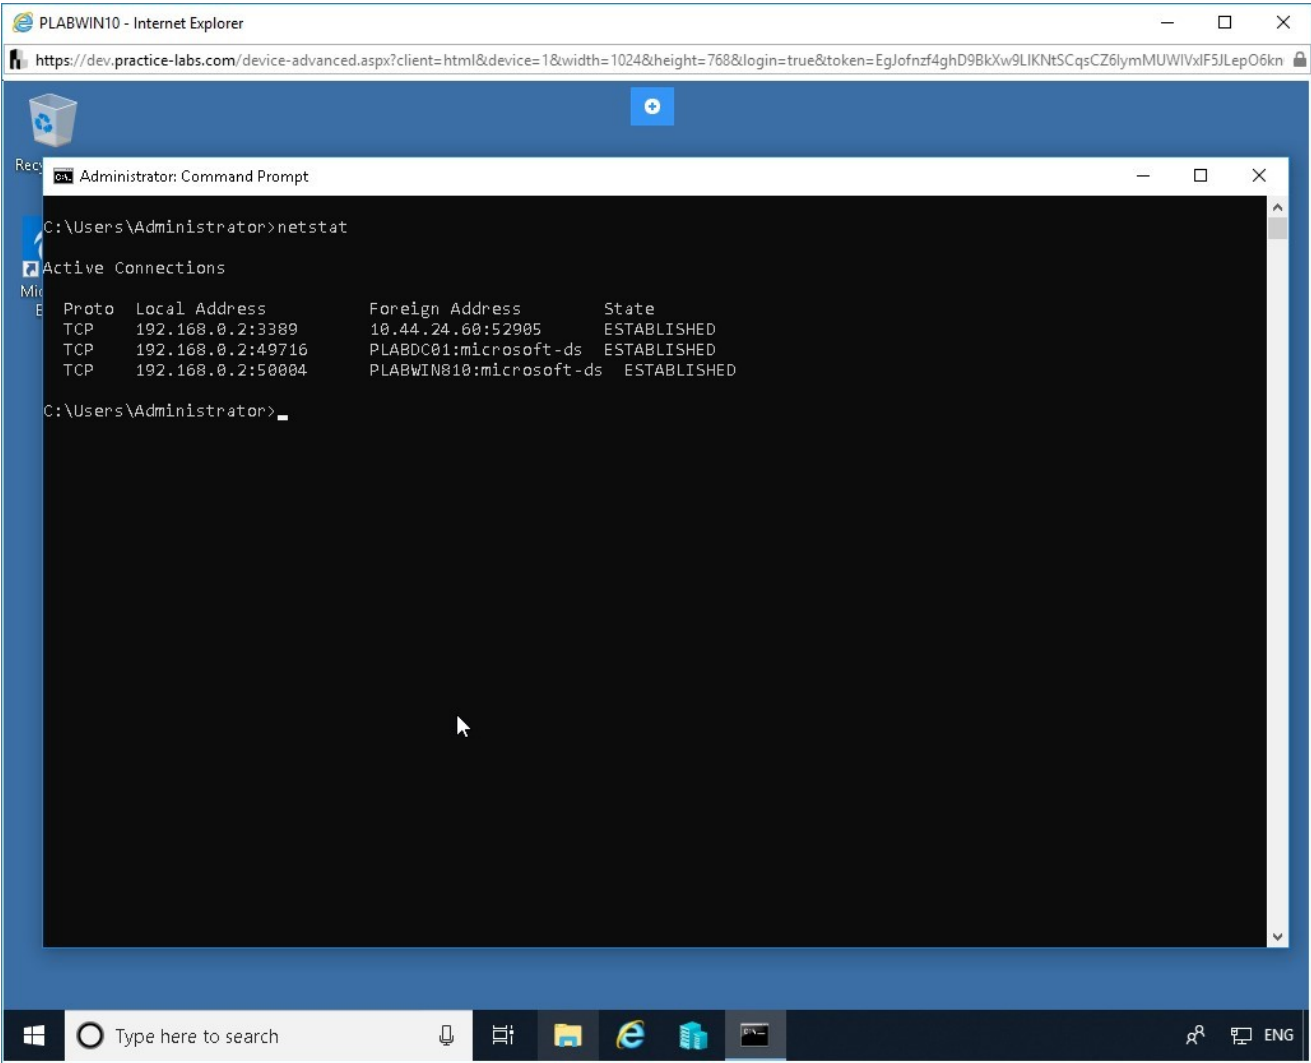 PLABWIN10 - Internet Explorer
https://dev.practice-labs.com/device-advanced.aspx?client=html&device=1&width=1024&height=768&login=true&token=EgJofnzf4ghD9BkXw9LIKNtSCqsCZ6lymMUWIVxIF5JLepO6kn
Recy
Administrator: Command Prompt
C:\Users\Administrator>netstat
Active Connections
Mic
E
Proto Local Address Foreign Address State
TCP 192.168.0.2:3389 10.44.24.60:52905 ESTABLISHED
TCP 192.168.0.2:49716 PLABDC01:microsoft-ds ESTABLISHED
TCP 192.168.0.2:50004 PLABWIN810:microsoft-ds ESTABLISHED
C:\Users\Administrator>
Type here to search
ENG